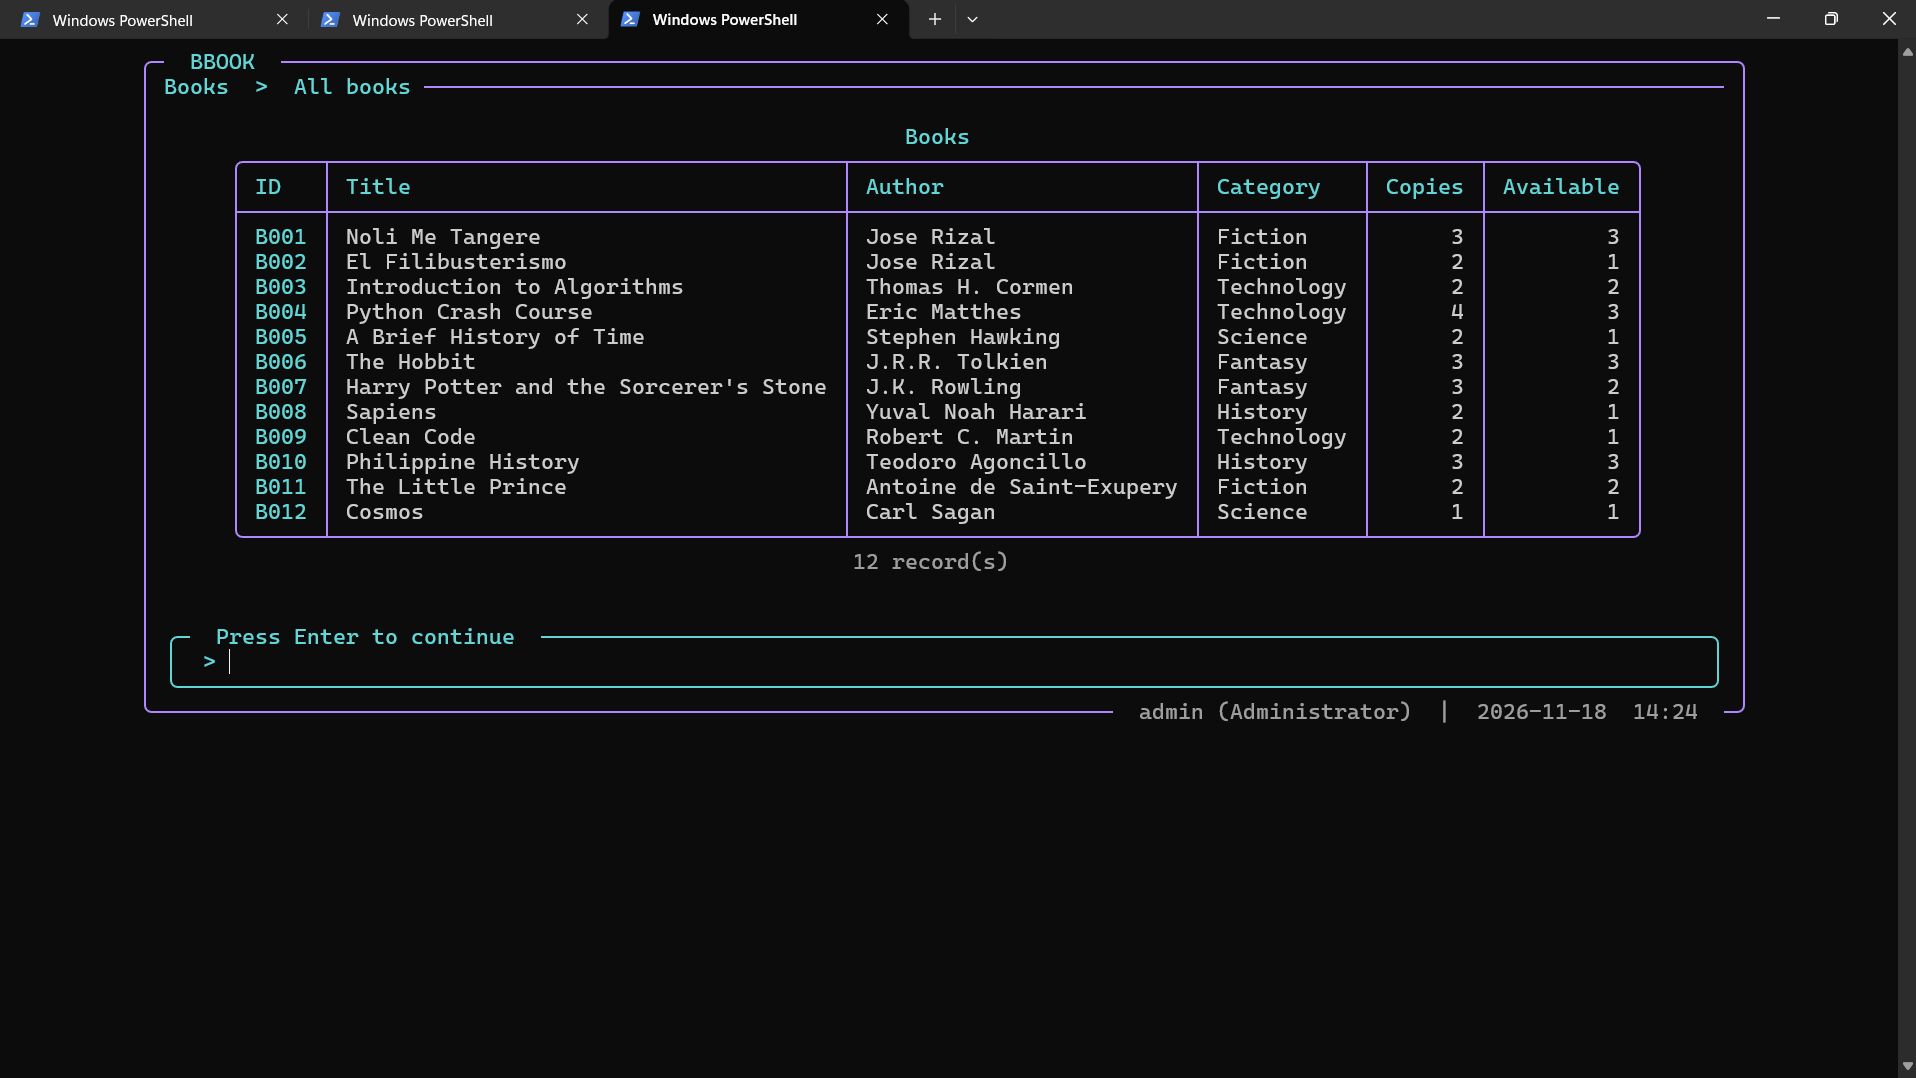 Windows PowerShell Windows PowerShell Windows PowerShell
BBOOK
Books > All books
Books
ID Title Author Category Copies Available
B001 Noli Me Tangere Jose Rizal Fiction 3 3
B002 El Filibusterismo Jose Rizal Fiction 2 1
B003 Introduction to Algorithms Thomas H. Cormen Technology 2 2
B004 Python Crash Course Eric Matthes Technology 4 3
B005 A Brief History of Time Stephen Hawking Science 2 1
B006 The Hobbit J.R.R. Tolkien Fantasy 3 3
B007 Harry Potter and the Sorcerer's Stone J.K. Rowling Fantasy 3 2
B008 Sapiens Yuval Noah Harari History 2 1
B009 Clean Code Robert C. Martin Technology 2 1
B010 Philippine History Teodoro Agoncillo History 3 3
B011 The Little Prince Antoine de Saint-Exupery Fiction 2 2
B012 Cosmos Carl Sagan Science 1 1
12 record(s)
Press Enter to continue
>
admin (Administrator) | 2026-11-18 14:24